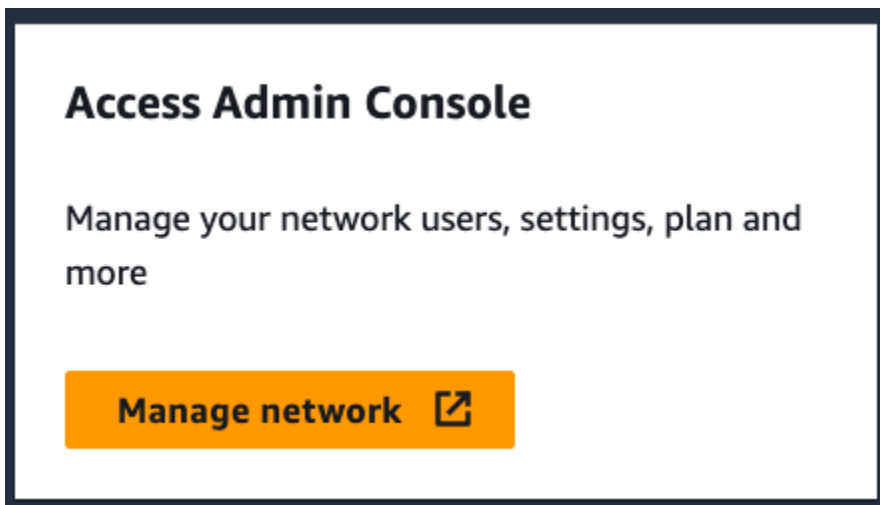 Access Admin Console
Manage your network users, settings, plan and
more
Manage network